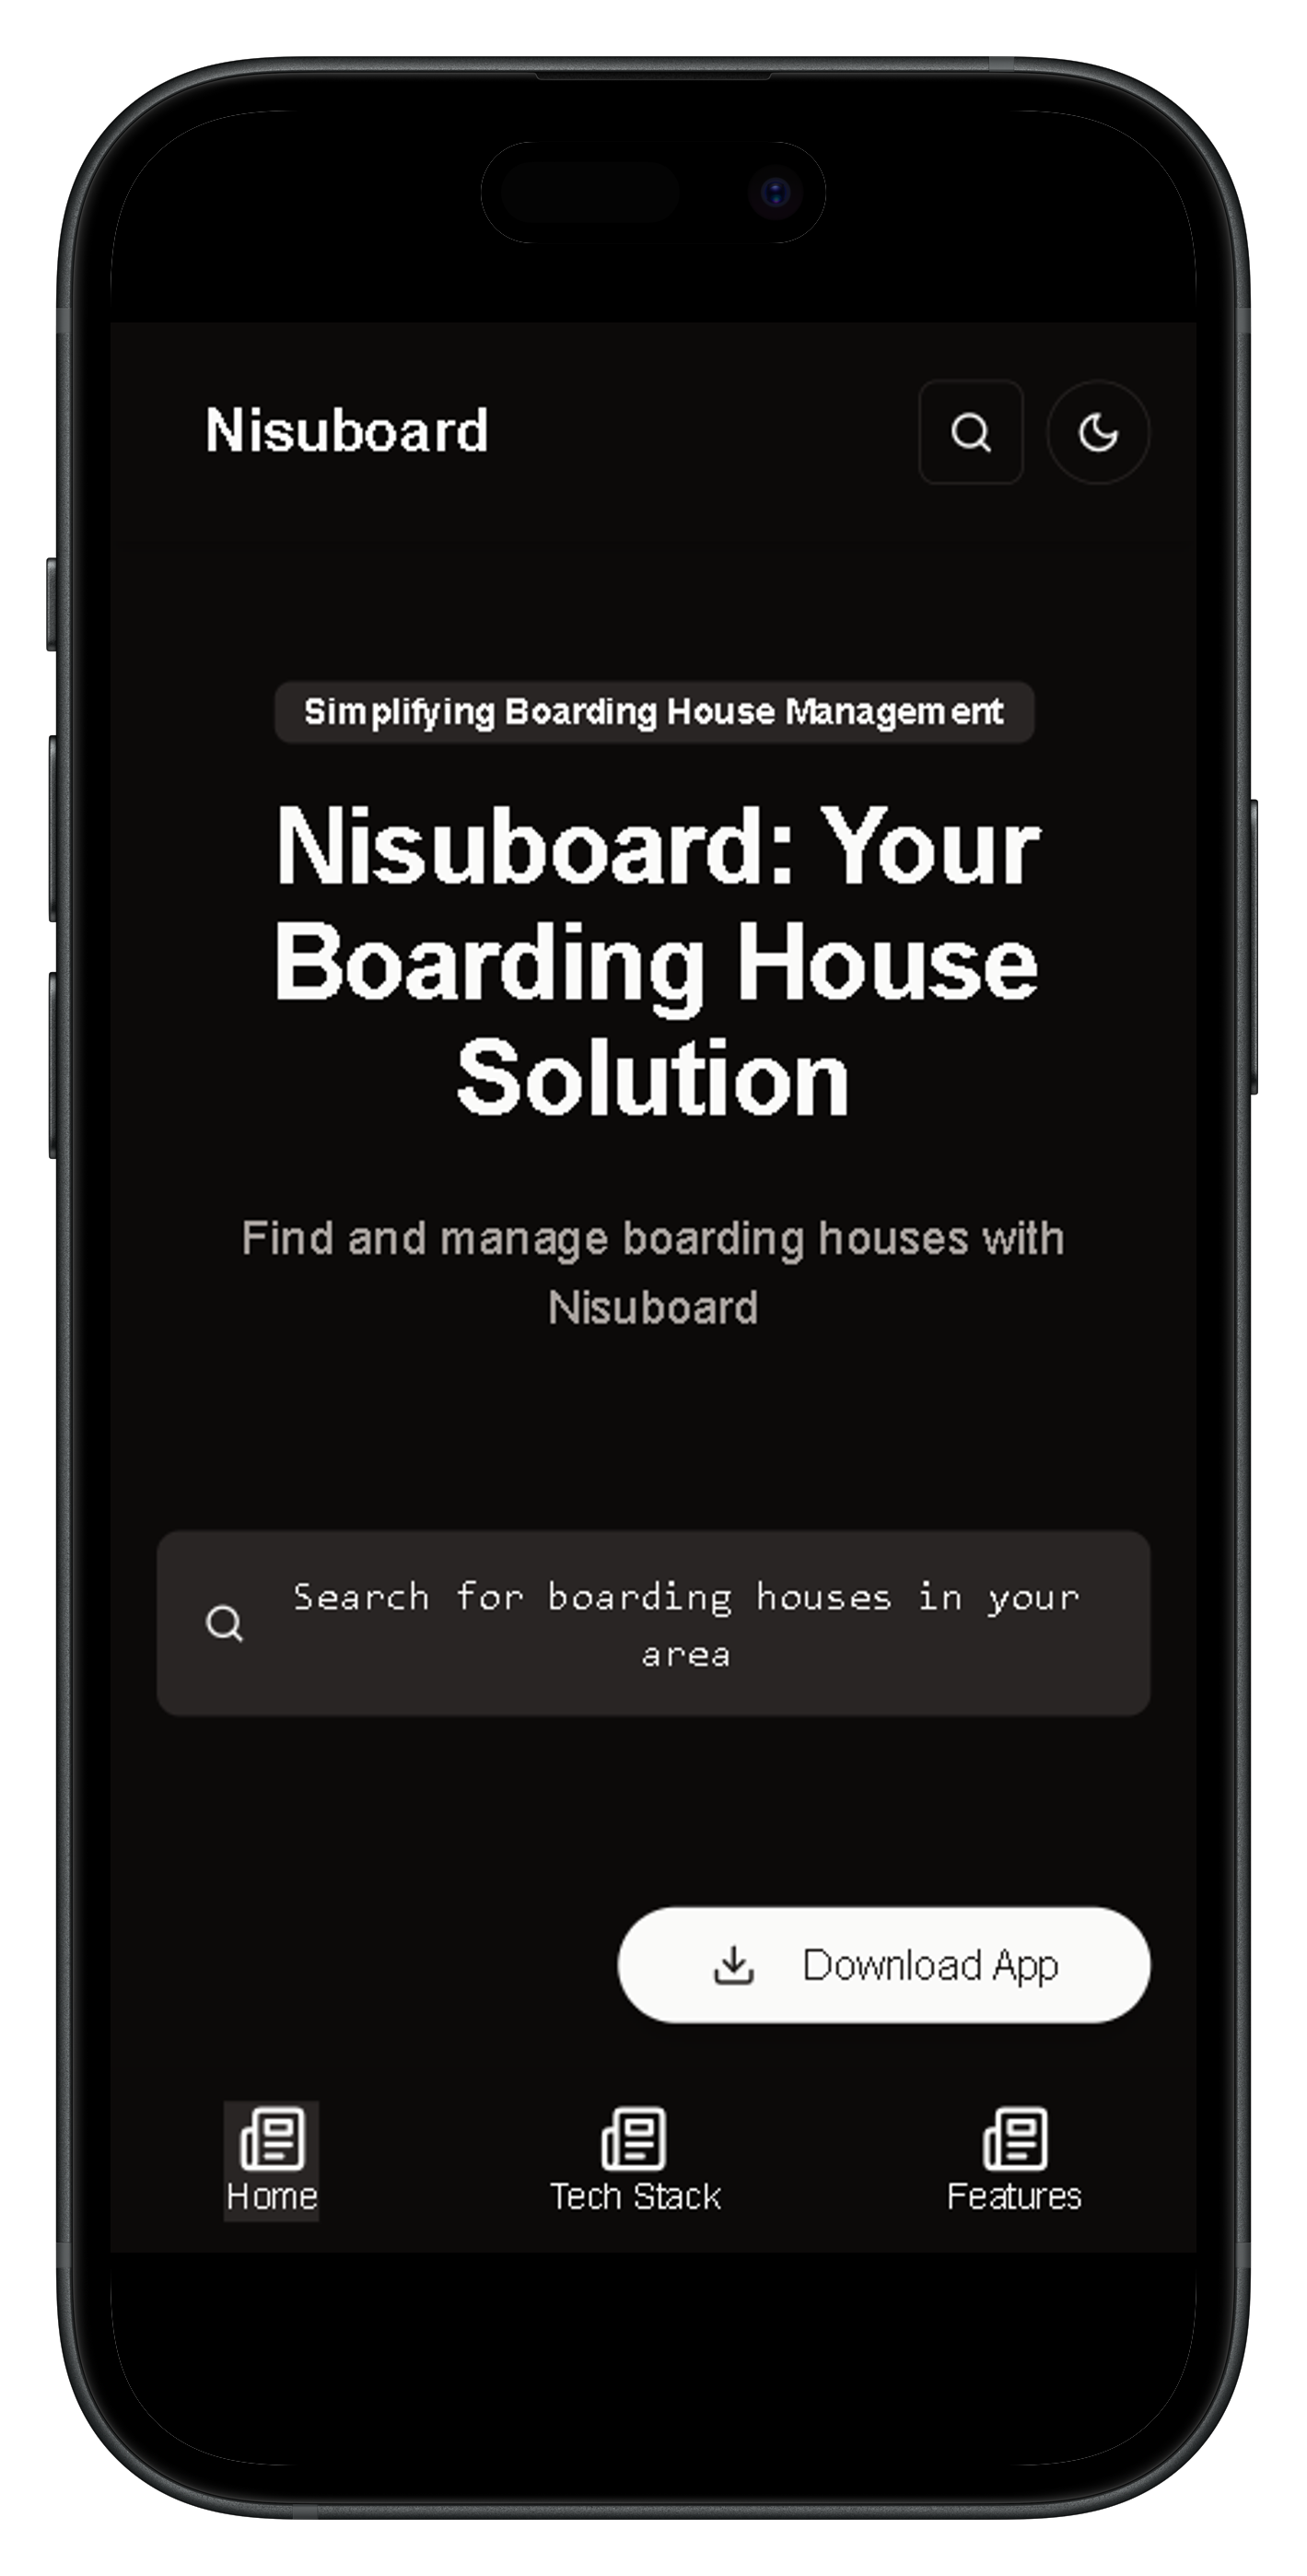 Nisuboard
Simplifying Boarding House Management
Nisuboard: Your
Boarding House
Solution
Find and manage boarding houses with
Nisuboard
Search for boarding houses in your
area
Download App
Home
Tech Stack
Features